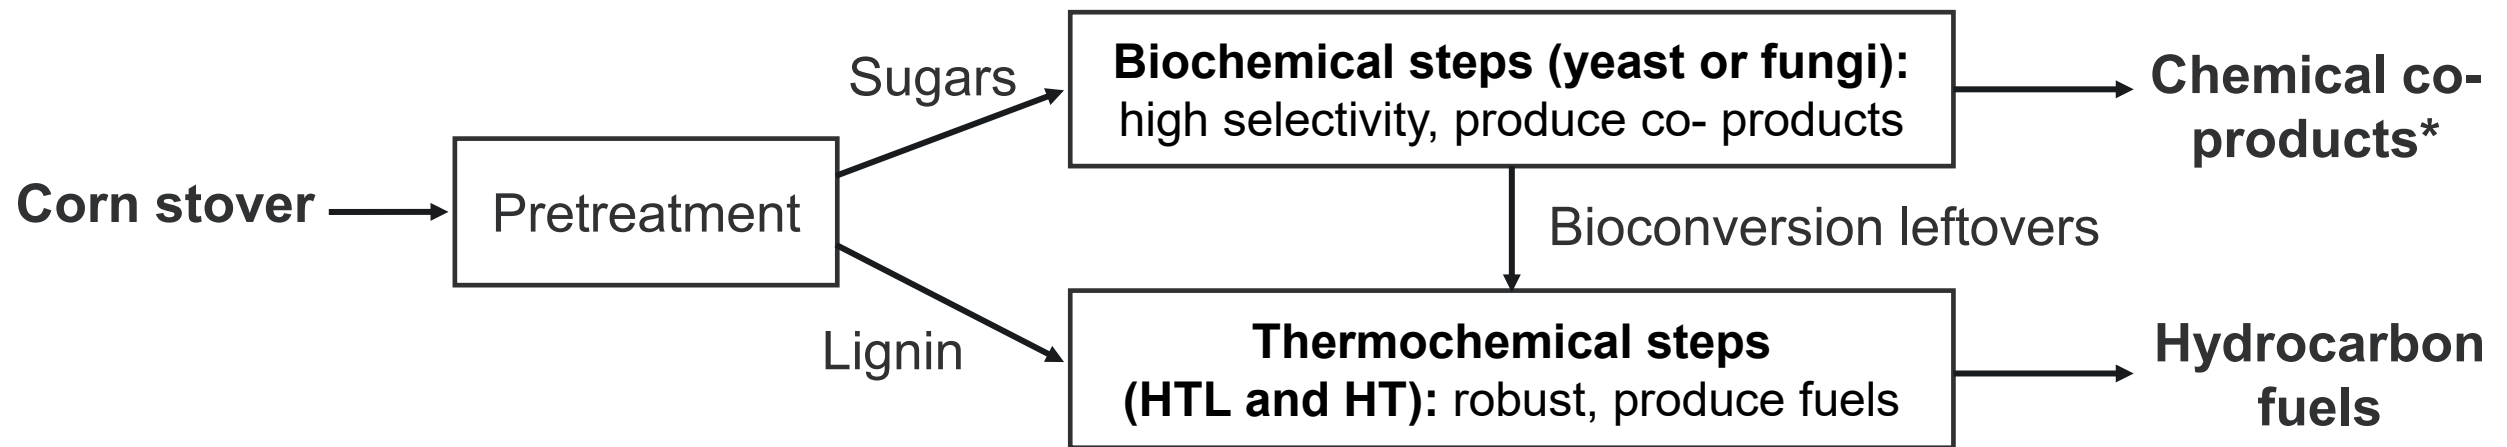 Sugars
Biochemical steps (yeast or fungi):
high selectivity, produce co- products
Chemical co-
products*
Corn stover
Pretreatment
Bioconversion leftovers
Lignin
Thermochemical steps
(HTL and HT): robust, produce fuels
Hydrocarbon
fuels